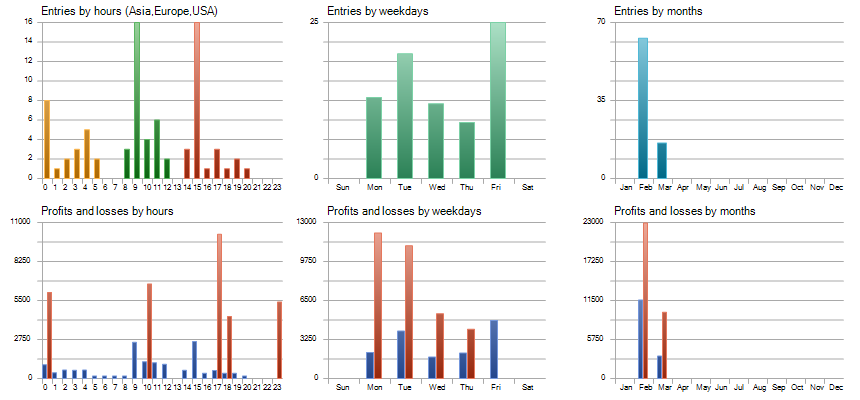 Entries by hours (Asia,Europe,USA)
16
14
12
10
8
6
4
2
0
0 1 2 3 4 5 6 7 8 9 10 11 12 13 14 15 16 17 18 19 20 21 22 23
Entries by weekdays
25
0
Sun Mon Tue Wed Thu Fri Sat
Entries by months
70
35
0
Jan Feb Mar Apr May Jun Jul Aug Sep Oct Nov Dec
Profits and losses by hours
11000
8250
5500
2750
0
0 1 2 3 4 5 6 7 8 9 10 11 12 13 14 15 16 17 18 19 20 21 22 23
Profits and losses by weekdays
13000
9750
6500
3250
0
Sun Mon Tue Wed Thu Fri Sat
Profits and losses by months
23000
17250
11500
5750
0
Jan Feb Mar Apr May Jun Jul Aug Sep Oct Nov Dec